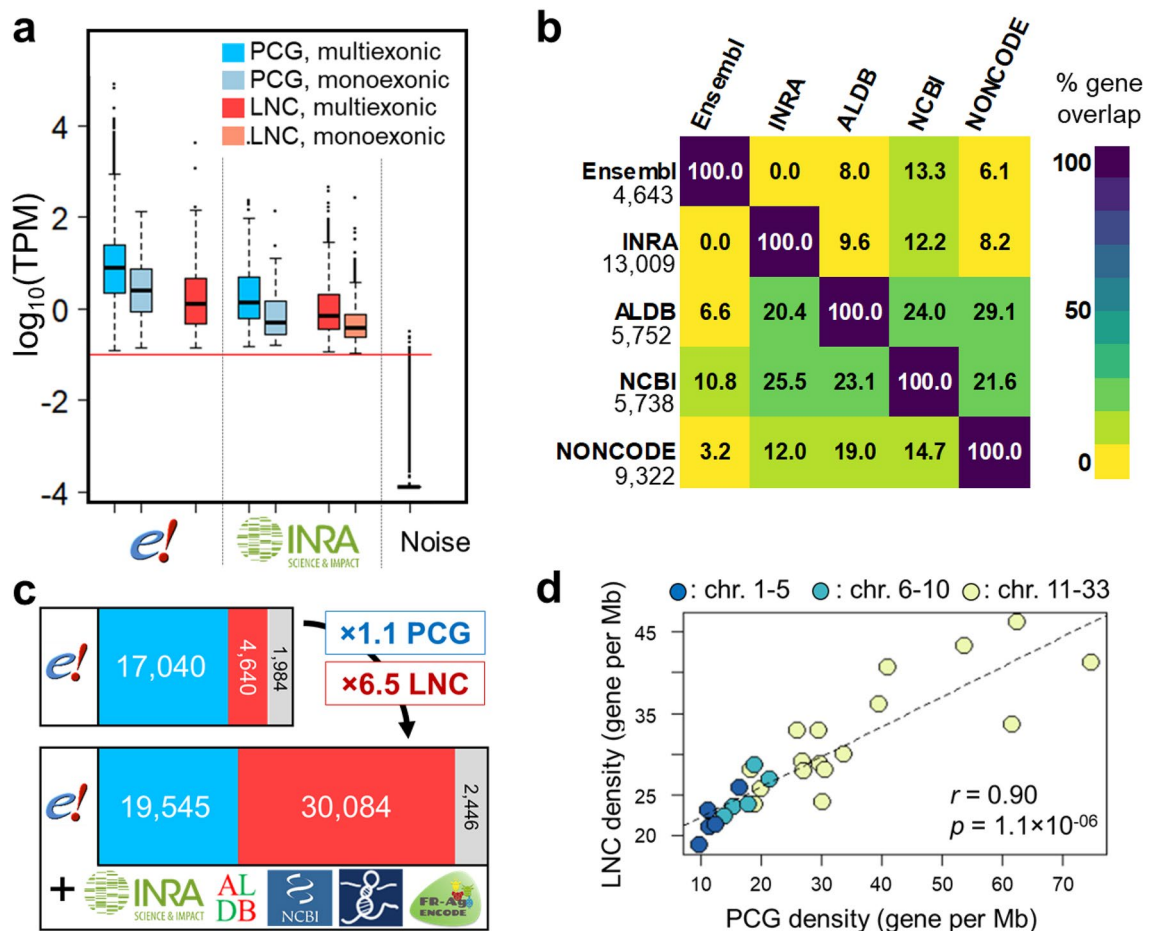 a
PCG, multiexonic
PCG, monoexonic
LNC, multiexonic
.LNC, monoexonic
log10(TPM)
4
2
0
-2
-4
e!
INRA
SCIENCE & IMPACT
Noise
b
Ensembl
INRA
ALDB
NCBI
NONCODE
% gene
overlap
Ensembl 100.0 0.0 8.0 13.3 6.1
4,643
INRA 0.0 100.0 9.6 12.2 8.2
13,009
ALDB 6.6 20.4 100.0 24.0 29.1
5,752
NCBI 10.8 25.5 23.1 100.0 21.6
5,738
NONCODE 3.2 12.0 19.0 14.7 100.0
9,322
100
50
0
c
e! 17,040 4,640 1,984
×1.1 PCG
×6.5 LNC
e! 19,545 30,084 2,446
+ INRA
SCIENCE & IMPACT
AL
DB
NCBI
FR-Ag
ENCODE
d
: chr. 1-5 : chr. 6-10 : chr. 11-33
LNC density (gene per Mb)
45
35
25
20
r = 0.90
p = 1.1×10-06
10 20 30 40 50 60 70
PCG density (gene per Mb)